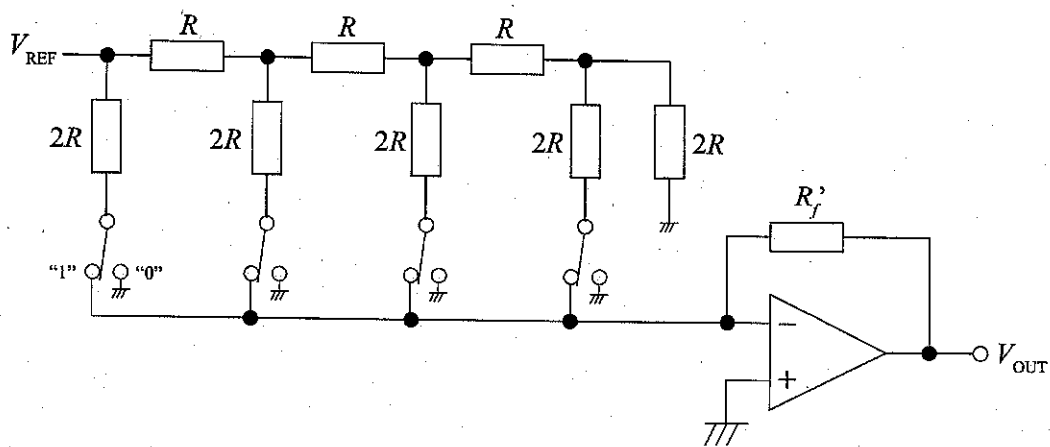 R R R
V_REF
2R 2R 2R 2R 2R
R_f'
"1" "0"
−
+
V_OUT